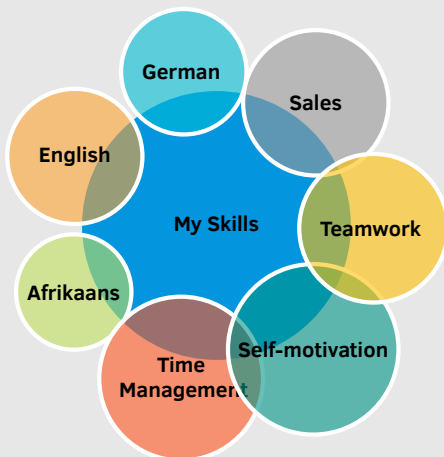 German
Sales
English
My Skills
Teamwork
Afrikaans
Self-motivation
Time
Management